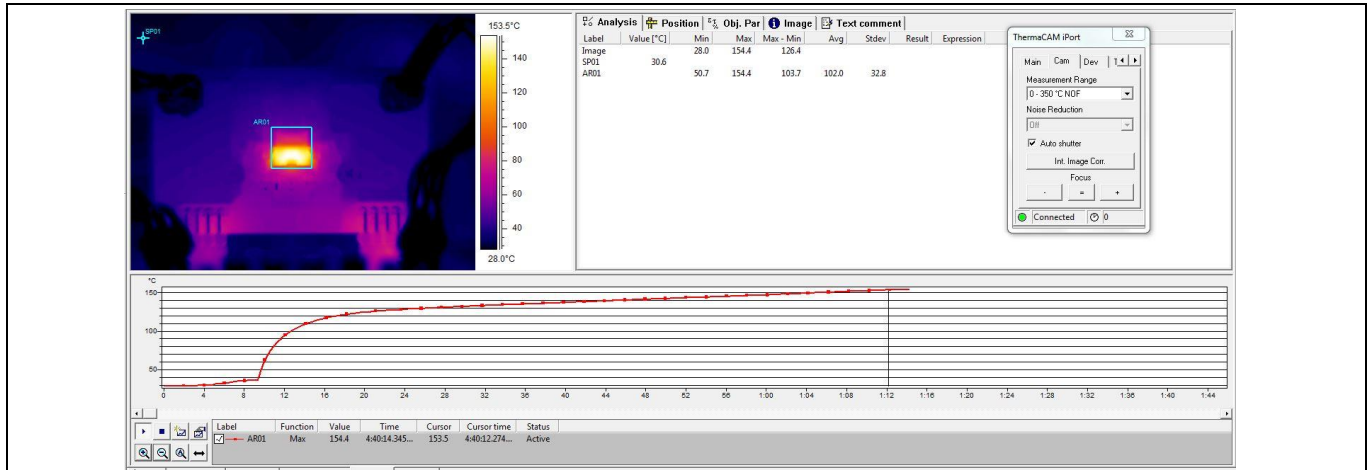 SP01
AR01
153.5°C
140
120
100
80
60
40
28.0°C
Analysis Position Obj. Par Image Text comment
Label Value [°C] Min Max Max - Min Avg Stdev Result Expression
Image 28.0 154.4 126.4
SP01 30.6
AR01 50.7 154.4 103.7 102.0 32.8
ThermaCAM iPort
Main Cam Dev
Measurement Range
0 - 350 °C NOF
Noise Reduction
Off
Auto shutter
Int. Image Corr.
Focus
- = +
Connected 0
°C
150
100
50
0 4 8 12 16 20 24 28 32 36 40 44 48 52 56 1:00 1:04 1:08 1:12 1:16 1:20 1:24 1:28 1:32 1:36 1:40 1:44
Label Function Value Time Cursor Cursor time Status
AR01 Max 154.4 4:40:14.345... 153.5 4:40:12.274... Active